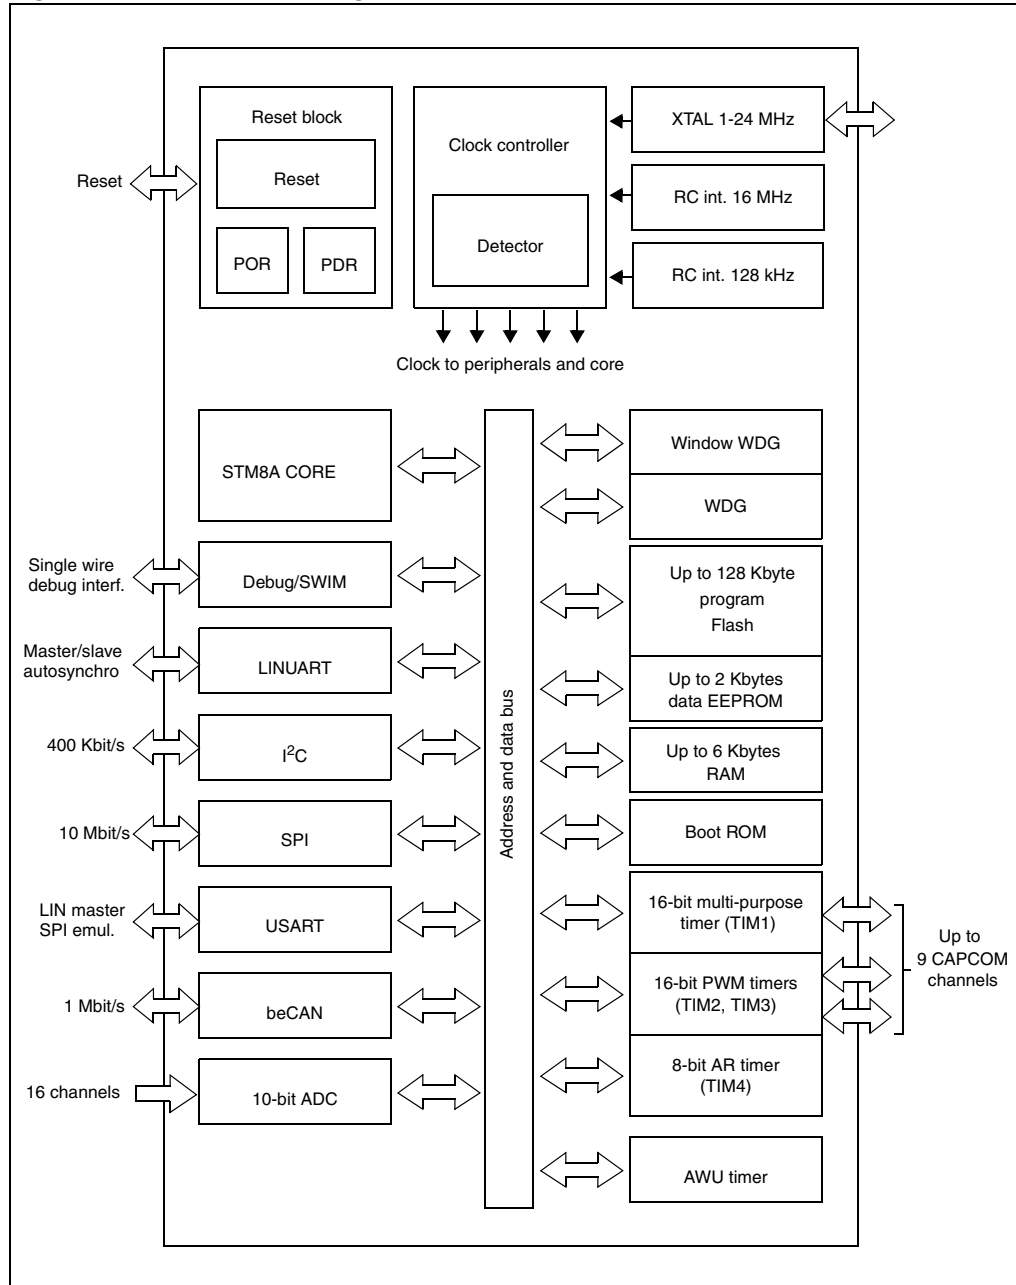 Reset block
Reset
POR
PDR
Reset
Clock controller
Detector
XTAL 1-24 MHz
RC int. 16 MHz
RC int. 128 kHz
Clock to peripherals and core
STM8A CORE
Single wire
debug interf.
Debug/SWIM
Master/slave
autosynchro
LINUART
400 Kbit/s
I²C
10 Mbit/s
SPI
LIN master
SPI emul.
USART
1 Mbit/s
beCAN
16 channels
10-bit ADC
Address and data bus
Window WDG
WDG
Up to 128 Kbyte
program
Flash
Up to 2 Kbytes
data EEPROM
Up to 6 Kbytes
RAM
Boot ROM
16-bit multi-purpose
timer (TIM1)
16-bit PWM timers
(TIM2, TIM3)
8-bit AR timer
(TIM4)
AWU timer
Up to
9 CAPCOM
channels